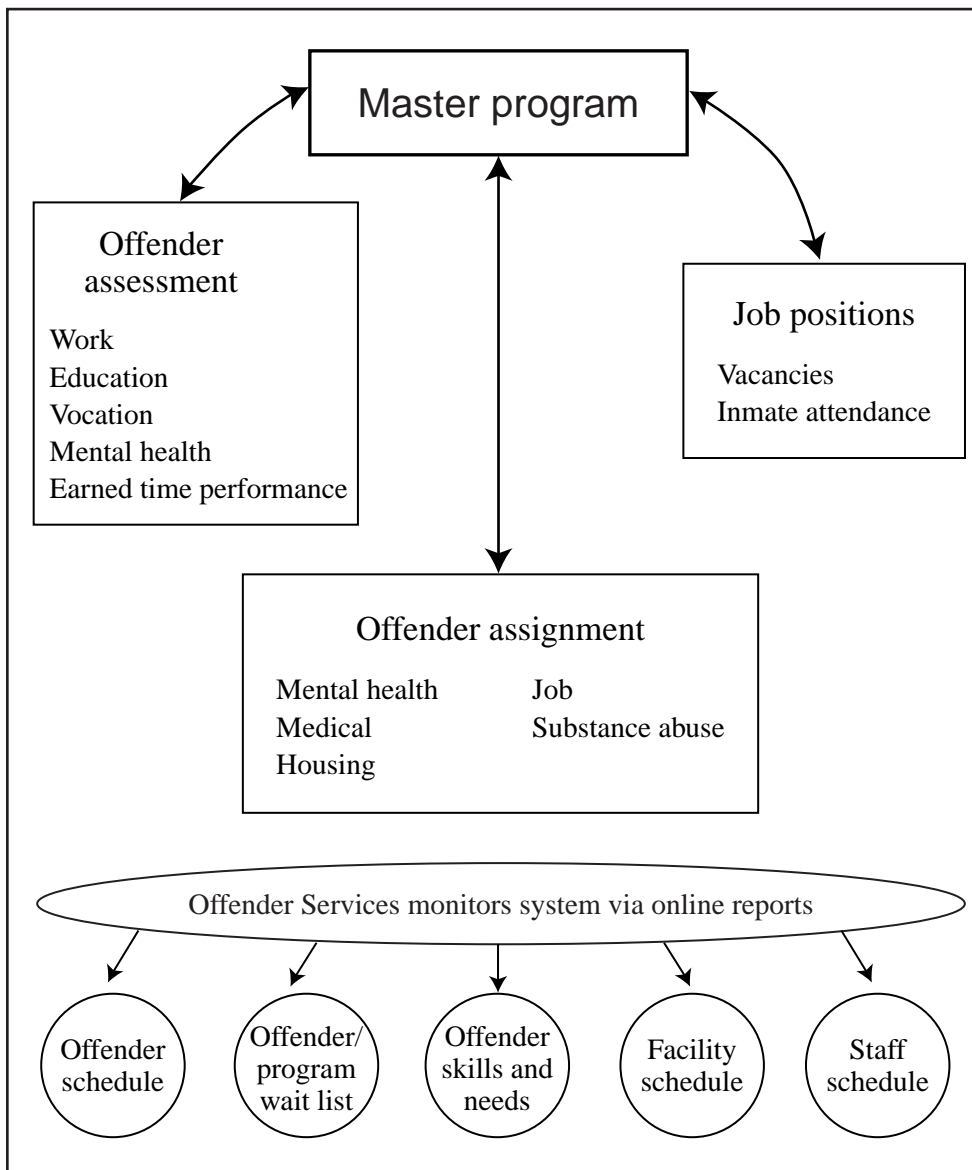 Master program
Offender
assessment
Work
Education
Vocation
Mental health
Earned time performance
Job positions
Vacancies
Inmate attendance
Offender assignment
Mental health
Medical
Housing
Job
Substance abuse
Offender Services monitors system via online reports
Offender
schedule
Offender/
program
wait list
Offender
skills and
needs
Facility
schedule
Staff
schedule